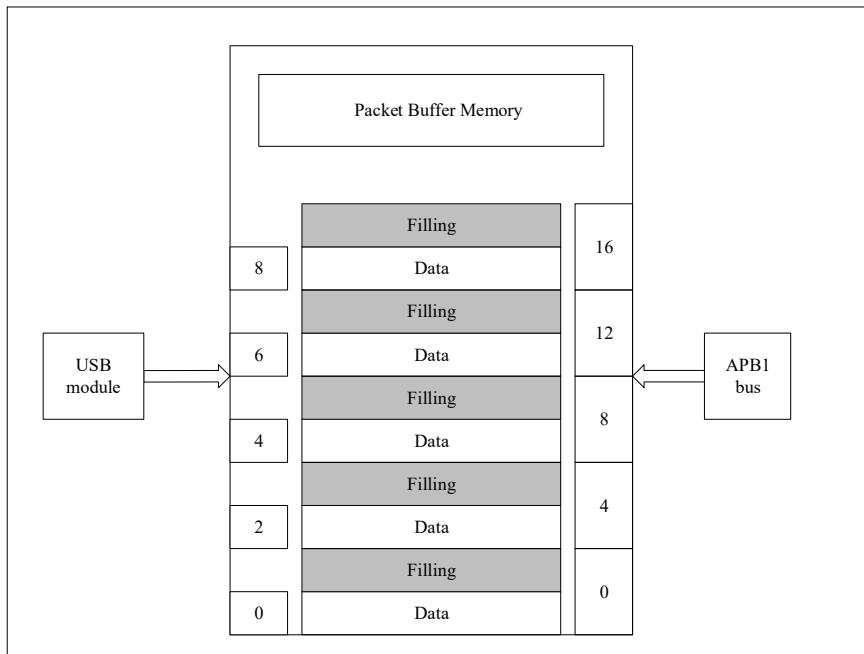 Packet Buffer Memory
Filling
16
8
Data
Filling
12
USB
module
6
Data
APB1
bus
Filling
8
4
Data
Filling
4
2
Data
Filling
0
0
Data